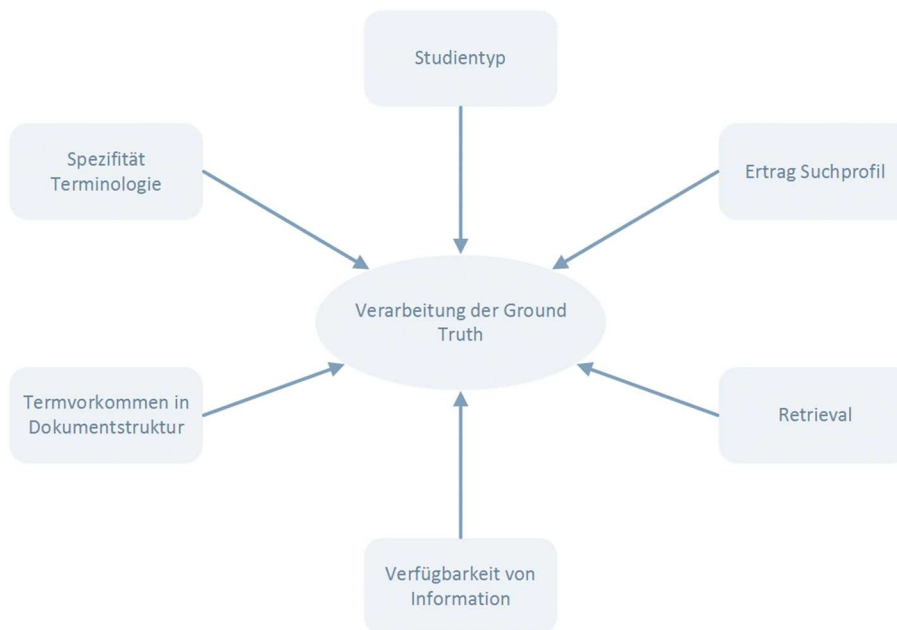 Studientyp
Spezifität
Terminologie
Ertrag Suchprofil
Verarbeitung der Ground
Truth
Termvorkommen in
Dokumentstruktur
Retrieval
Verfügbarkeit von
Information